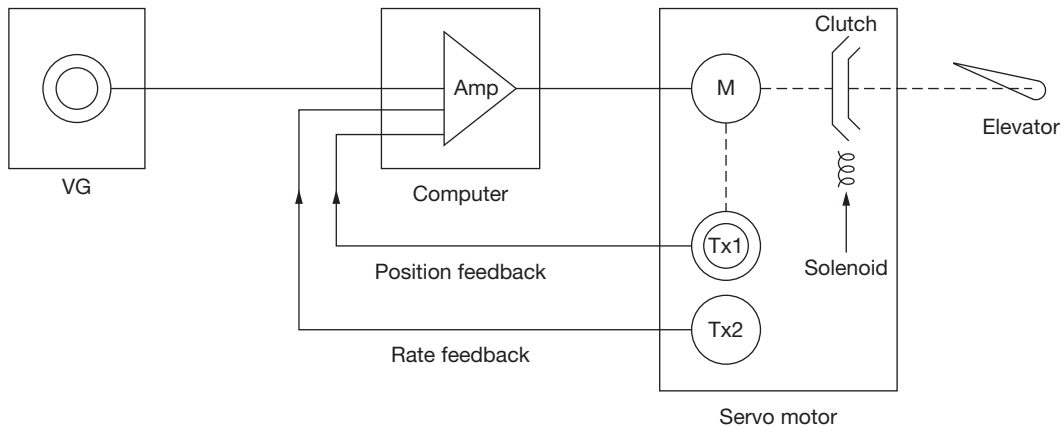 Clutch
Amp
M
Elevator
VG
Computer
Tx1
Solenoid
Position feedback
Tx2
Rate feedback
Servo motor